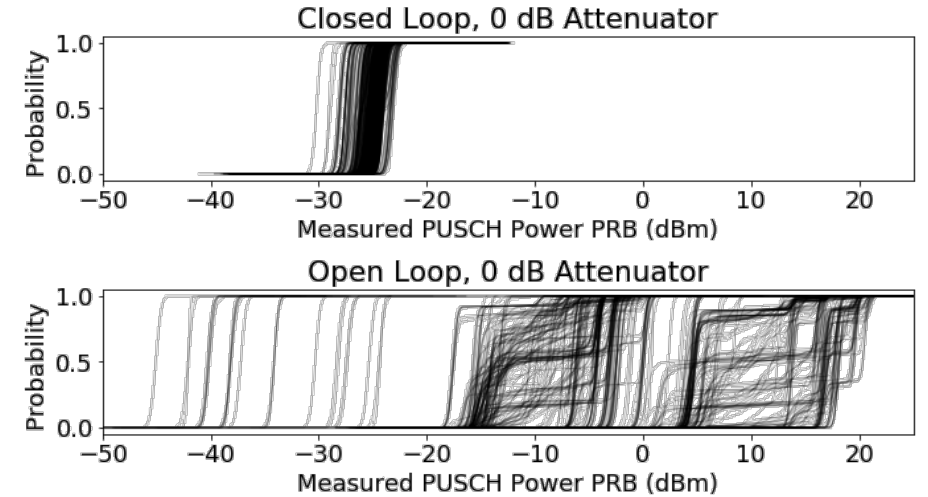 Closed Loop, 0 dB Attenuator
Probability
1.0
0.5
0.0
−50 −40 −30 −20 −10 0 10 20
Measured PUSCH Power PRB (dBm)
Open Loop, 0 dB Attenuator
Probability
1.0
0.5
0.0
−50 −40 −30 −20 −10 0 10 20
Measured PUSCH Power PRB (dBm)